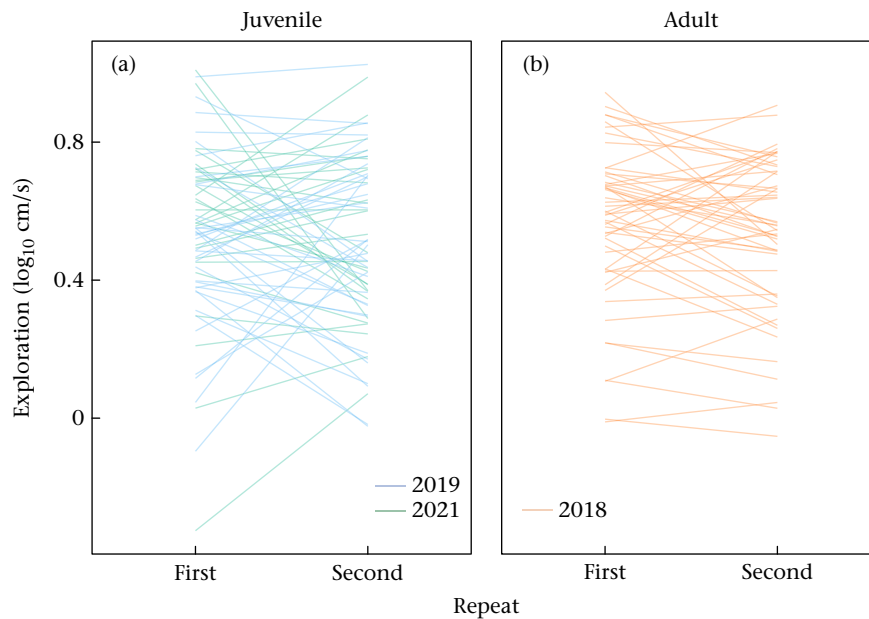 Juvenile
Adult
(a)
(b)
Exploration (log₁₀ cm/s)
0.8
0.4
0
2019
2021
2018
First
Second
First
Second
Repeat